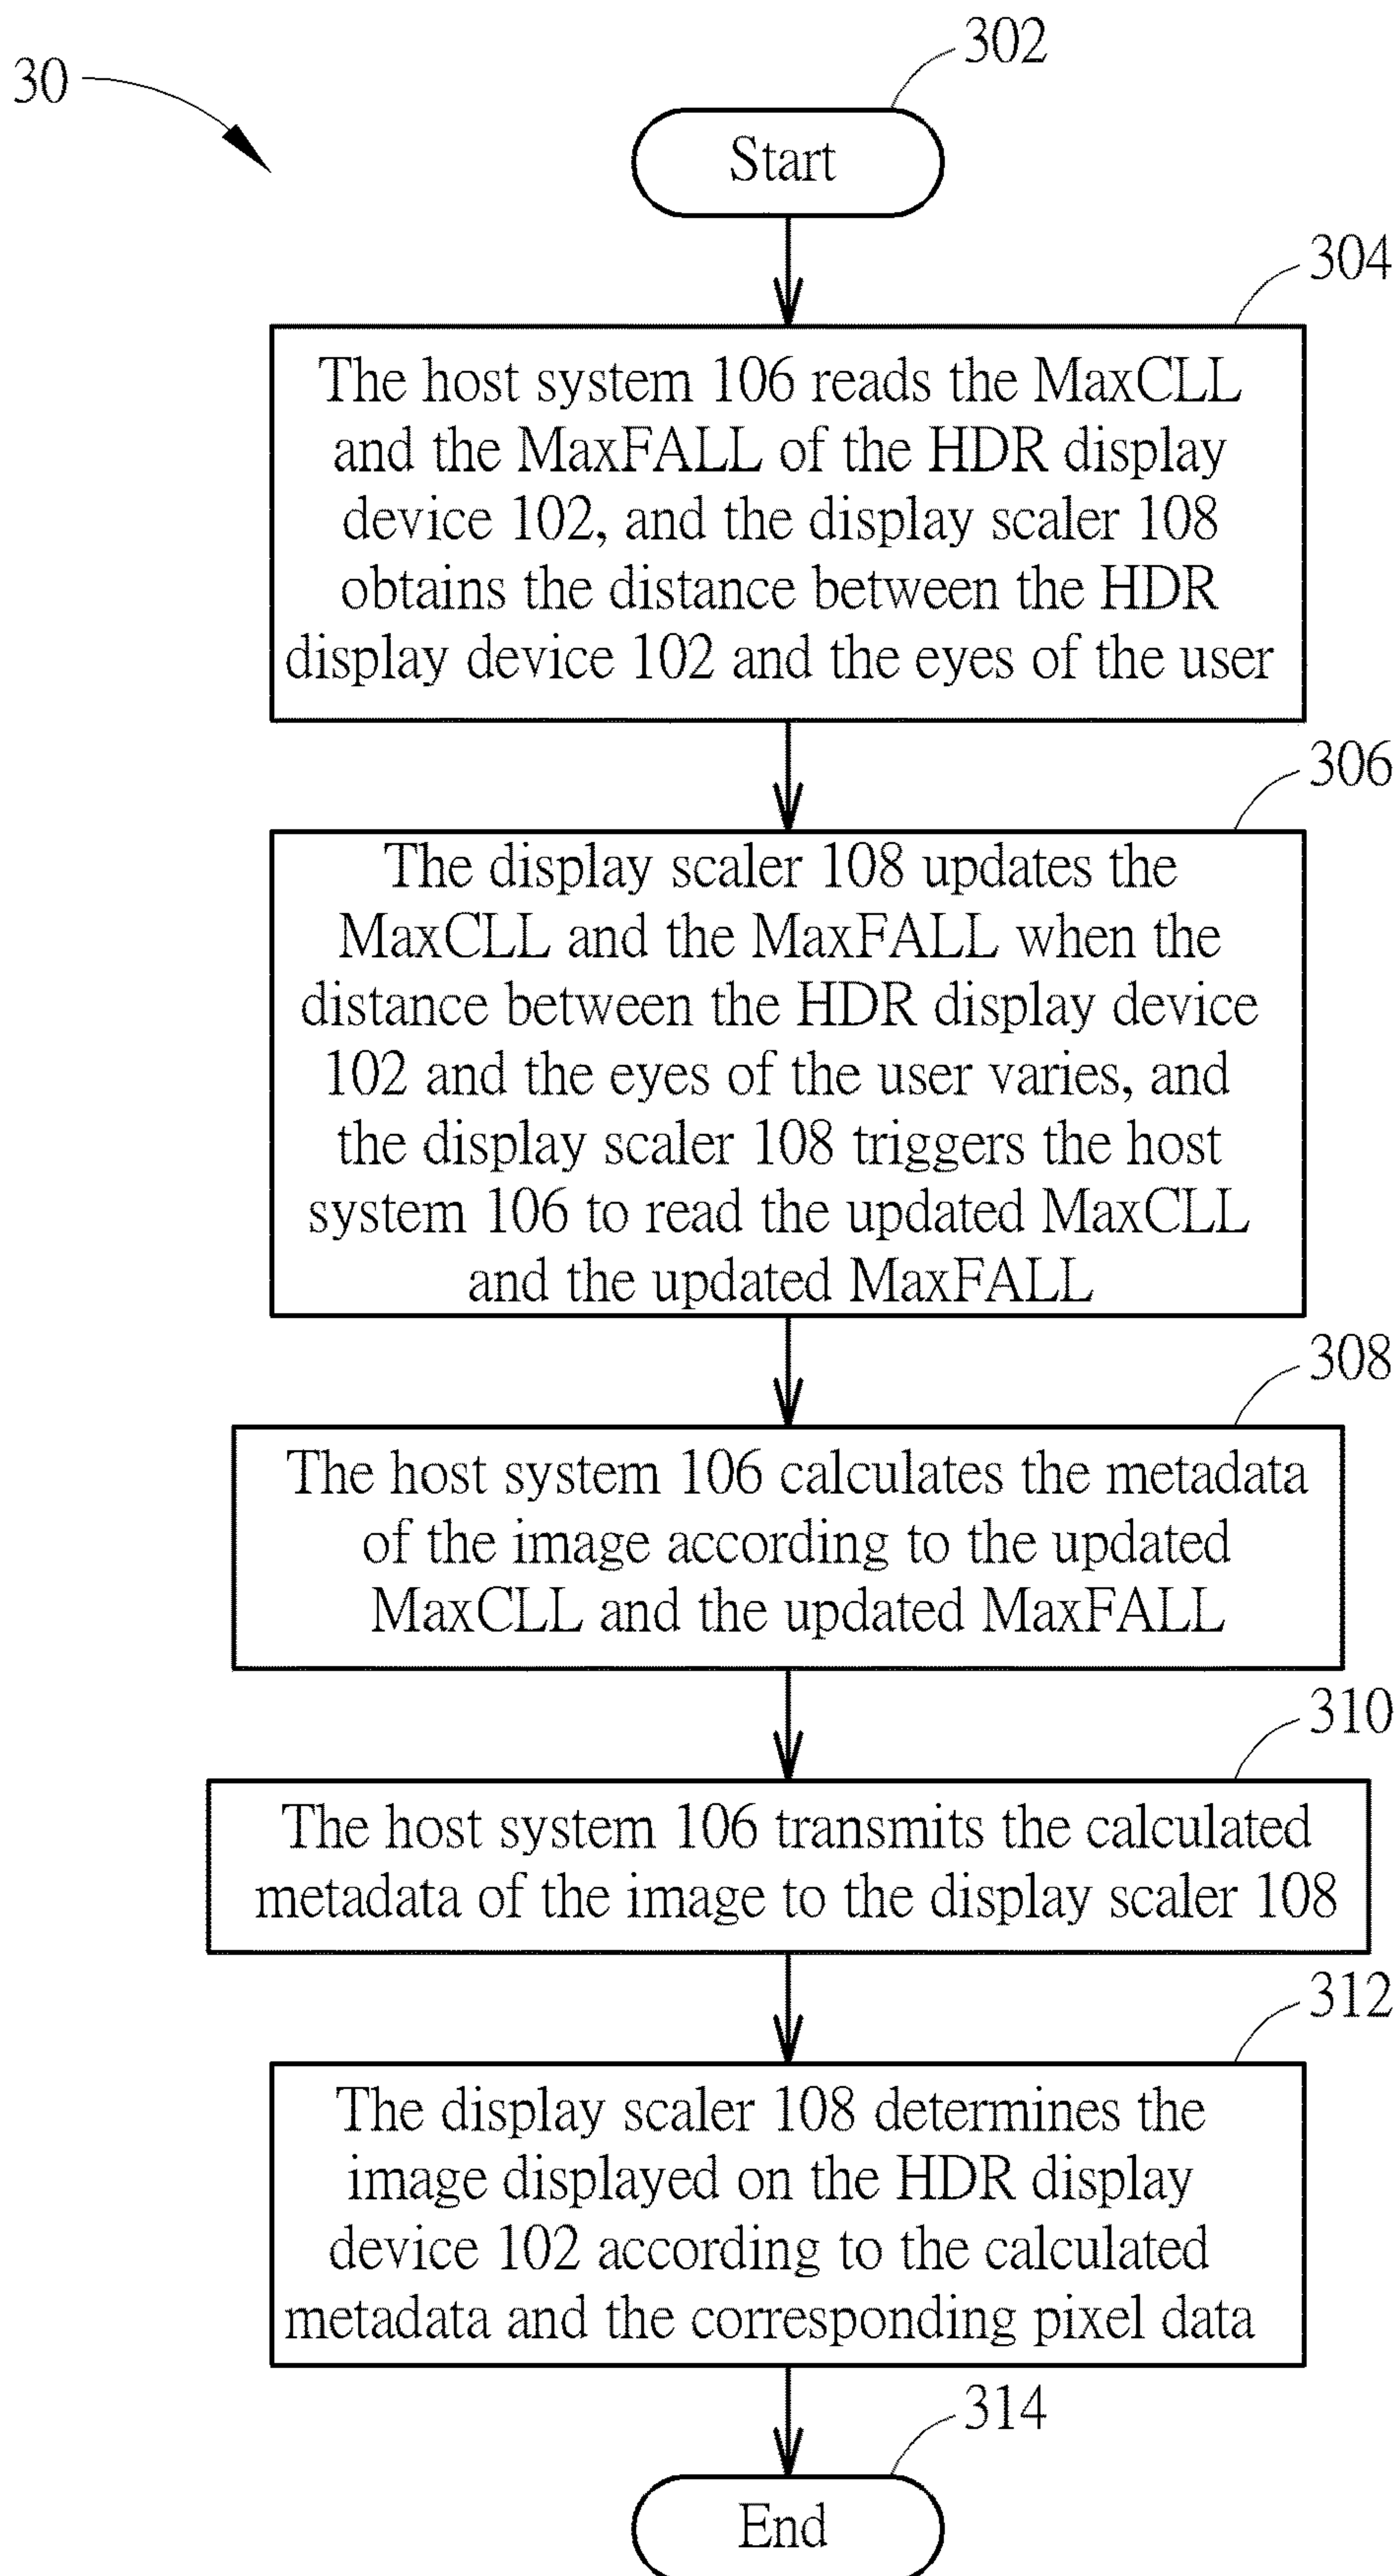 30
302
Start
304
The host system 106 reads the MaxCLL
and the MaxFALL of the HDR display
device 102, and the display scaler 108
obtains the distance between the HDR
display device 102 and the eyes of the user
306
The display scaler 108 updates the
MaxCLL and the MaxFALL when the
distance between the HDR display device
102 and the eyes of the user varies, and
the display scaler 108 triggers the host
system 106 to read the updated MaxCLL
and the updated MaxFALL
308
The host system 106 calculates the metadata
of the image according to the updated
MaxCLL and the updated MaxFALL
310
The host system 106 transmits the calculated
metadata of the image to the display scaler 108
312
The display scaler 108 determines the
image displayed on the HDR display
device 102 according to the calculated
metadata and the corresponding pixel data
314
End